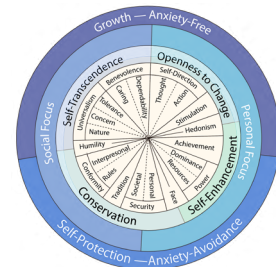 Growth — Anxiety-Free
Social Focus
Personal Focus
Self-Protection — Anxiety-Avoidance
Self-Transcendence
Openness to Change
Self-Enhancement
Conservation
Benevolence
Caring
Dependability
Universalism
Tolerance
Concern
Nature
Self-Direction
Thought
Action
Stimulation
Hedonism
Achievement
Dominance
Resources
Power
Face
Personal
Societal
Security
Tradition
Rules
Interpresonal
Conformity
Humility